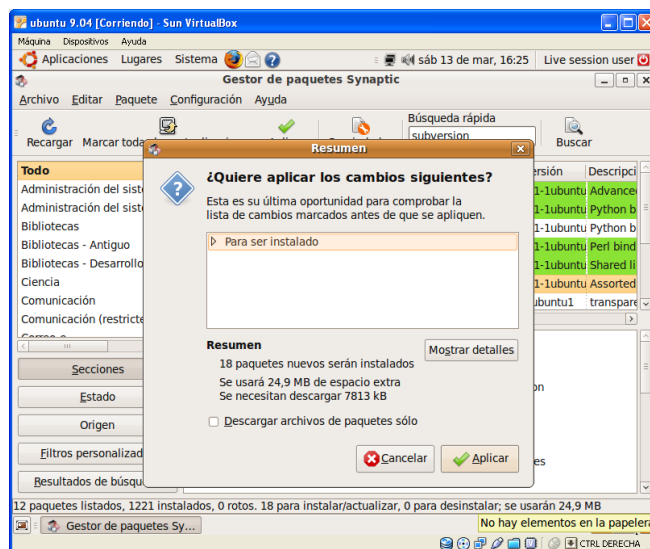 ubuntu 9.04 [Corriendo] - Sun VirtualBox
Máquina Dispositivos Ayuda
Aplicaciones Lugares Sistema sáb 13 de mar, 16:25 Live session user
Gestor de paquetes Synaptic
Archivo Editar Paquete Configuración Ayuda
Búsqueda rápida
subversion
Recargar Marcar Buscar
Resumen
Todo
Administración del
Administración del
Bibliotecas
Bibliotecas - Antiguo
Bibliotecas - Desarrollo
Ciencia
Comunicación
Comunicación
¿Quiere aplicar los cambios siguientes?
Esta es su última oportunidad para comprobar la
lista de cambios marcados antes de que se apliquen.
Para ser instalado
Resumen
18 paquetes nuevos serán instalados
Se usará 24,9 MB de espacio extra
Se necesitan descargar 7813 kB
Mostrar detalles
Descargar archivos de paquetes sólo
Cancelar Aplicar
rsión Descripci
1-1ubuntu Advance
1-1ubuntu Python b
1-1ubuntu Python b
1-1ubuntu Perl bind
1-1ubuntu Shared li
1-1ubuntu Assorted
ubuntu1 transpare
Secciones
Estado
Origen
Filtros personalizad
Resultados de búsqu
12 paquetes listados, 1221 instalados, 0 rotos. 18 para instalar/actualizar, 0 para desinstalar; se usarán 24,9 MB
Gestor de paquetes Sy...
No hay elementos en la papelera
CTRL DERECHA